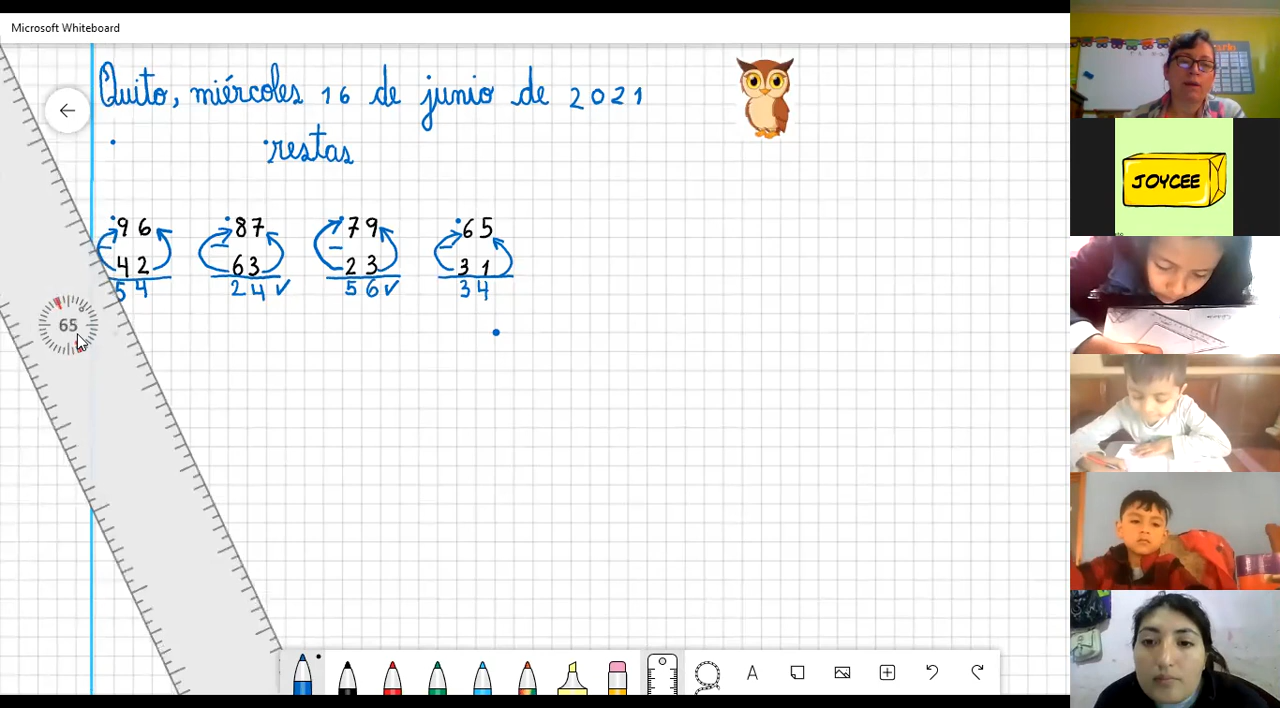 Microsoft Whiteboard
Quito, miércoles 16 de junio de 2021
restas
96 87 79 65
- - - -
42 63 23 31
54 24 ✓ 56 ✓ 34
65
A
JOYCEE